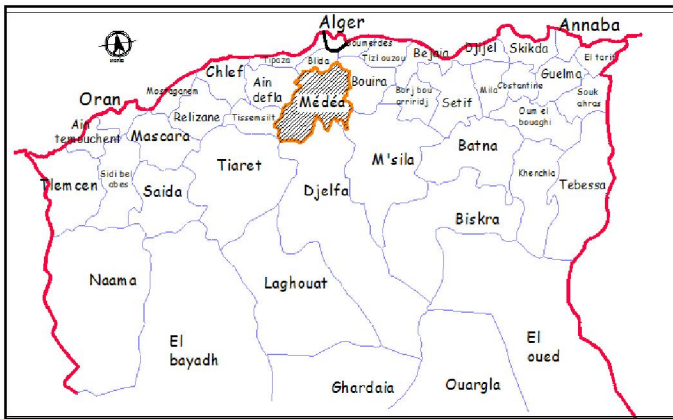 Alger
Annaba
Boumerdes
Tizi ouzou
Bejaia
Djijel
Skikda
El tarif
Tipaza
Blida
Chlef
Guelma
Oran
Mostaganem
Ain
defla
Médéa
Bouira
Borj bou
arriridj
Setif
Mila
Constantine
Souk
ahras
Relizane
Tissemsilt
Oum el
bouaghi
Ain
temouchent
Mascara
Tiaret
M'sila
Batna
Khenchla
Tebessa
Tlemcen
Sidi bel
abes
Saida
Djelfa
Biskra
Naama
Laghouat
El
bayadh
El
oued
Ghardaia
Ouargla